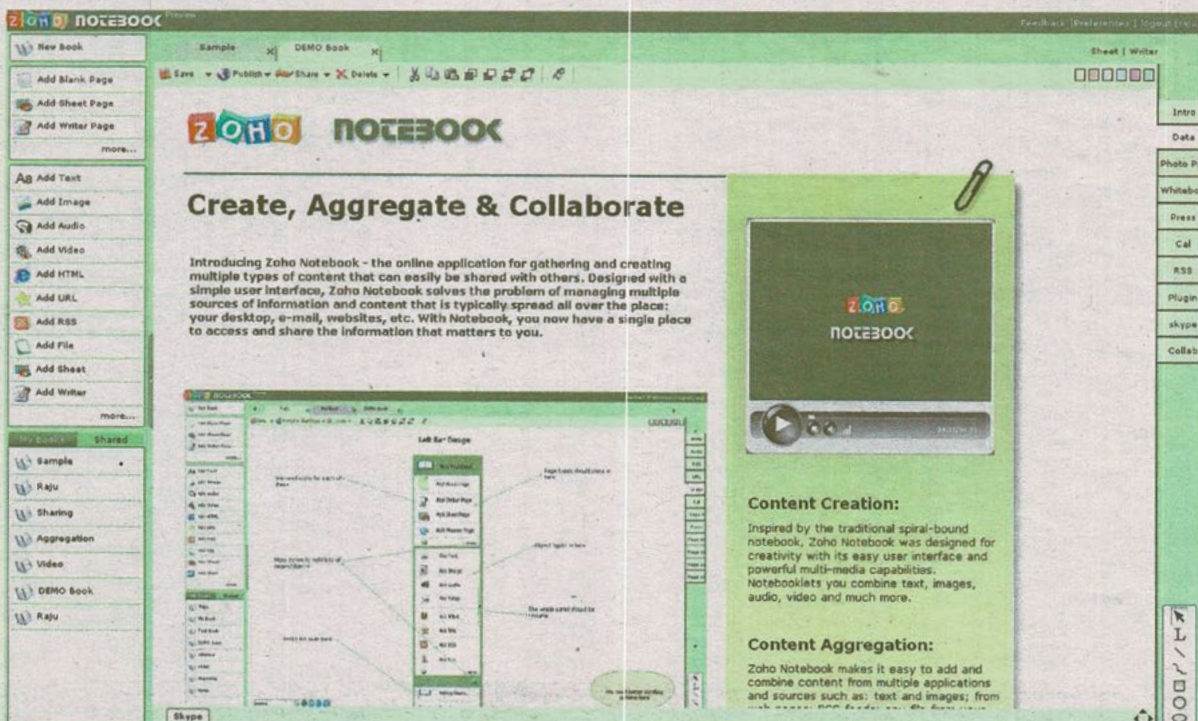 ZOHO NOTEBOOK Preview
Feedback | Preferences | logout
New Book
Add Blank Page
Add Sheet Page
Add Writer Page
more...
Add Text
Add Image
Add Audio
Add Video
Add HTML
Add URL
Add RSS
Add File
Add Sheet
Add Writer
more...
My Books Shared
Sample
Raju
Sharing
Aggregation
Video
DEMO Book
Raju
Sample DEMO Book
Sheet | Writer
Save Publish Share Delete
ZOHO NOTEBOOK
Create, Aggregate & Collaborate
Introducing Zoho Notebook - the online application for gathering and creating
multiple types of content that can easily be shared with others. Designed with a
simple user interface, Zoho Notebook solves the problem of managing multiple
sources of information and content that is typically spread all over the place:
your desktop, e-mail, websites, etc. With Notebook, you now have a single place
to access and share the information that matters to you.
Left Bar Design
ZOHO
NOTEBOOK
Content Creation:
Inspired by the traditional spiral-bound
notebook, Zoho Notebook was designed for
creativity with its easy user interface and
powerful multi-media capabilities.
Notebooklets you combine text, images,
audio, video and much more.
Content Aggregation:
Zoho Notebook makes it easy to add and
combine content from multiple applications
and sources such as: text and images; from
Intro
Data
Photo P
Whitebo
Press
Cal
RSS
Plugin
skype
Collab
Skype